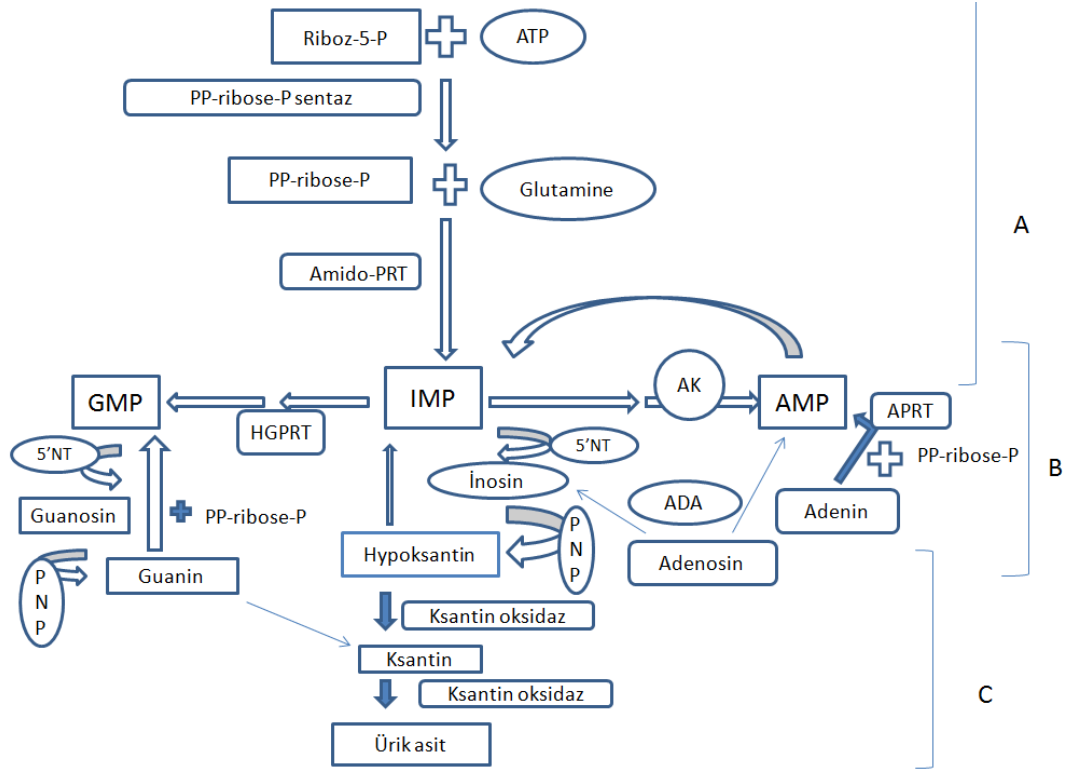 Riboz-5-P
ATP
PP-ribose-P sentaz
PP-ribose-P
Glutamine
A
Amido-PRT
GMP
HGPRT
IMP
AK
AMP
APRT
5'NT
5'NT
PP-ribose-P
B
Guanosin
PP-ribose-P
İnosin
ADA
Adenin
P
N
P
Guanin
Hypoksantin
P
N
P
Adenosin
Ksantin oksidaz
Ksantin
Ksantin oksidaz
C
Ürik asit